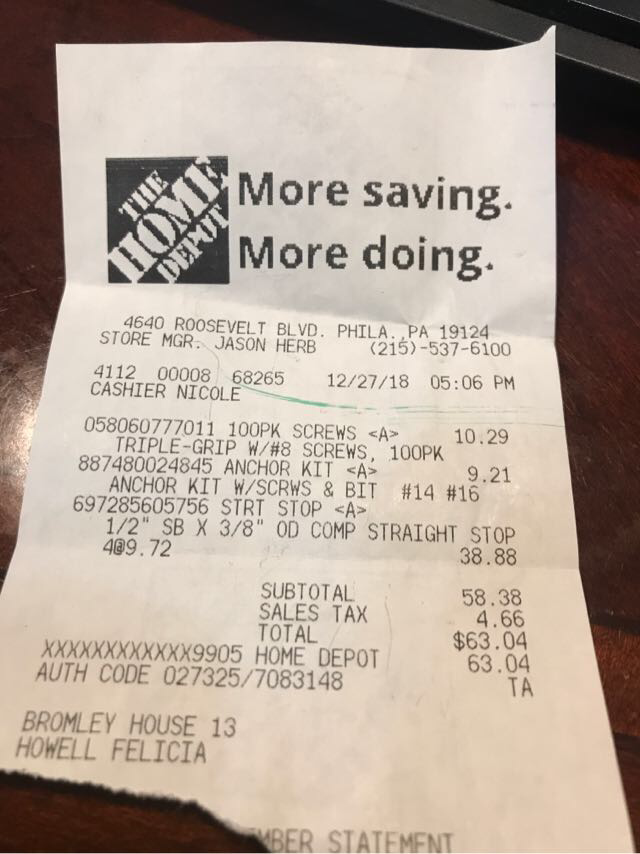 THE
HOME
DEPOT
More saving.
More doing.
4640 ROOSEVELT BLVD. PHILA.,PA 19124
STORE MGR: JASON HERB (215)-537-6100
4112 00008 68265 12/27/18 05:06 PM
CASHIER NICOLE
058060777011 100PK SCREWS <A> 10.29
TRIPLE-GRIP W/#8 SCREWS, 100PK
887480024845 ANCHOR KIT <A> 9.21
ANCHOR KIT W/SCRWS & BIT #14 #16
697285605756 STRT STOP <A>
1/2" SB X 3/8" OD COMP STRAIGHT STOP
4@9.72 38.88
SUBTOTAL 58.38
SALES TAX 4.66
TOTAL $63.04
XXXXXXXXXXXX9905 HOME DEPOT 63.04
AUTH CODE 027325/7083148 TA
BROMLEY HOUSE 13
HOWELL FELICIA
STATEMENT